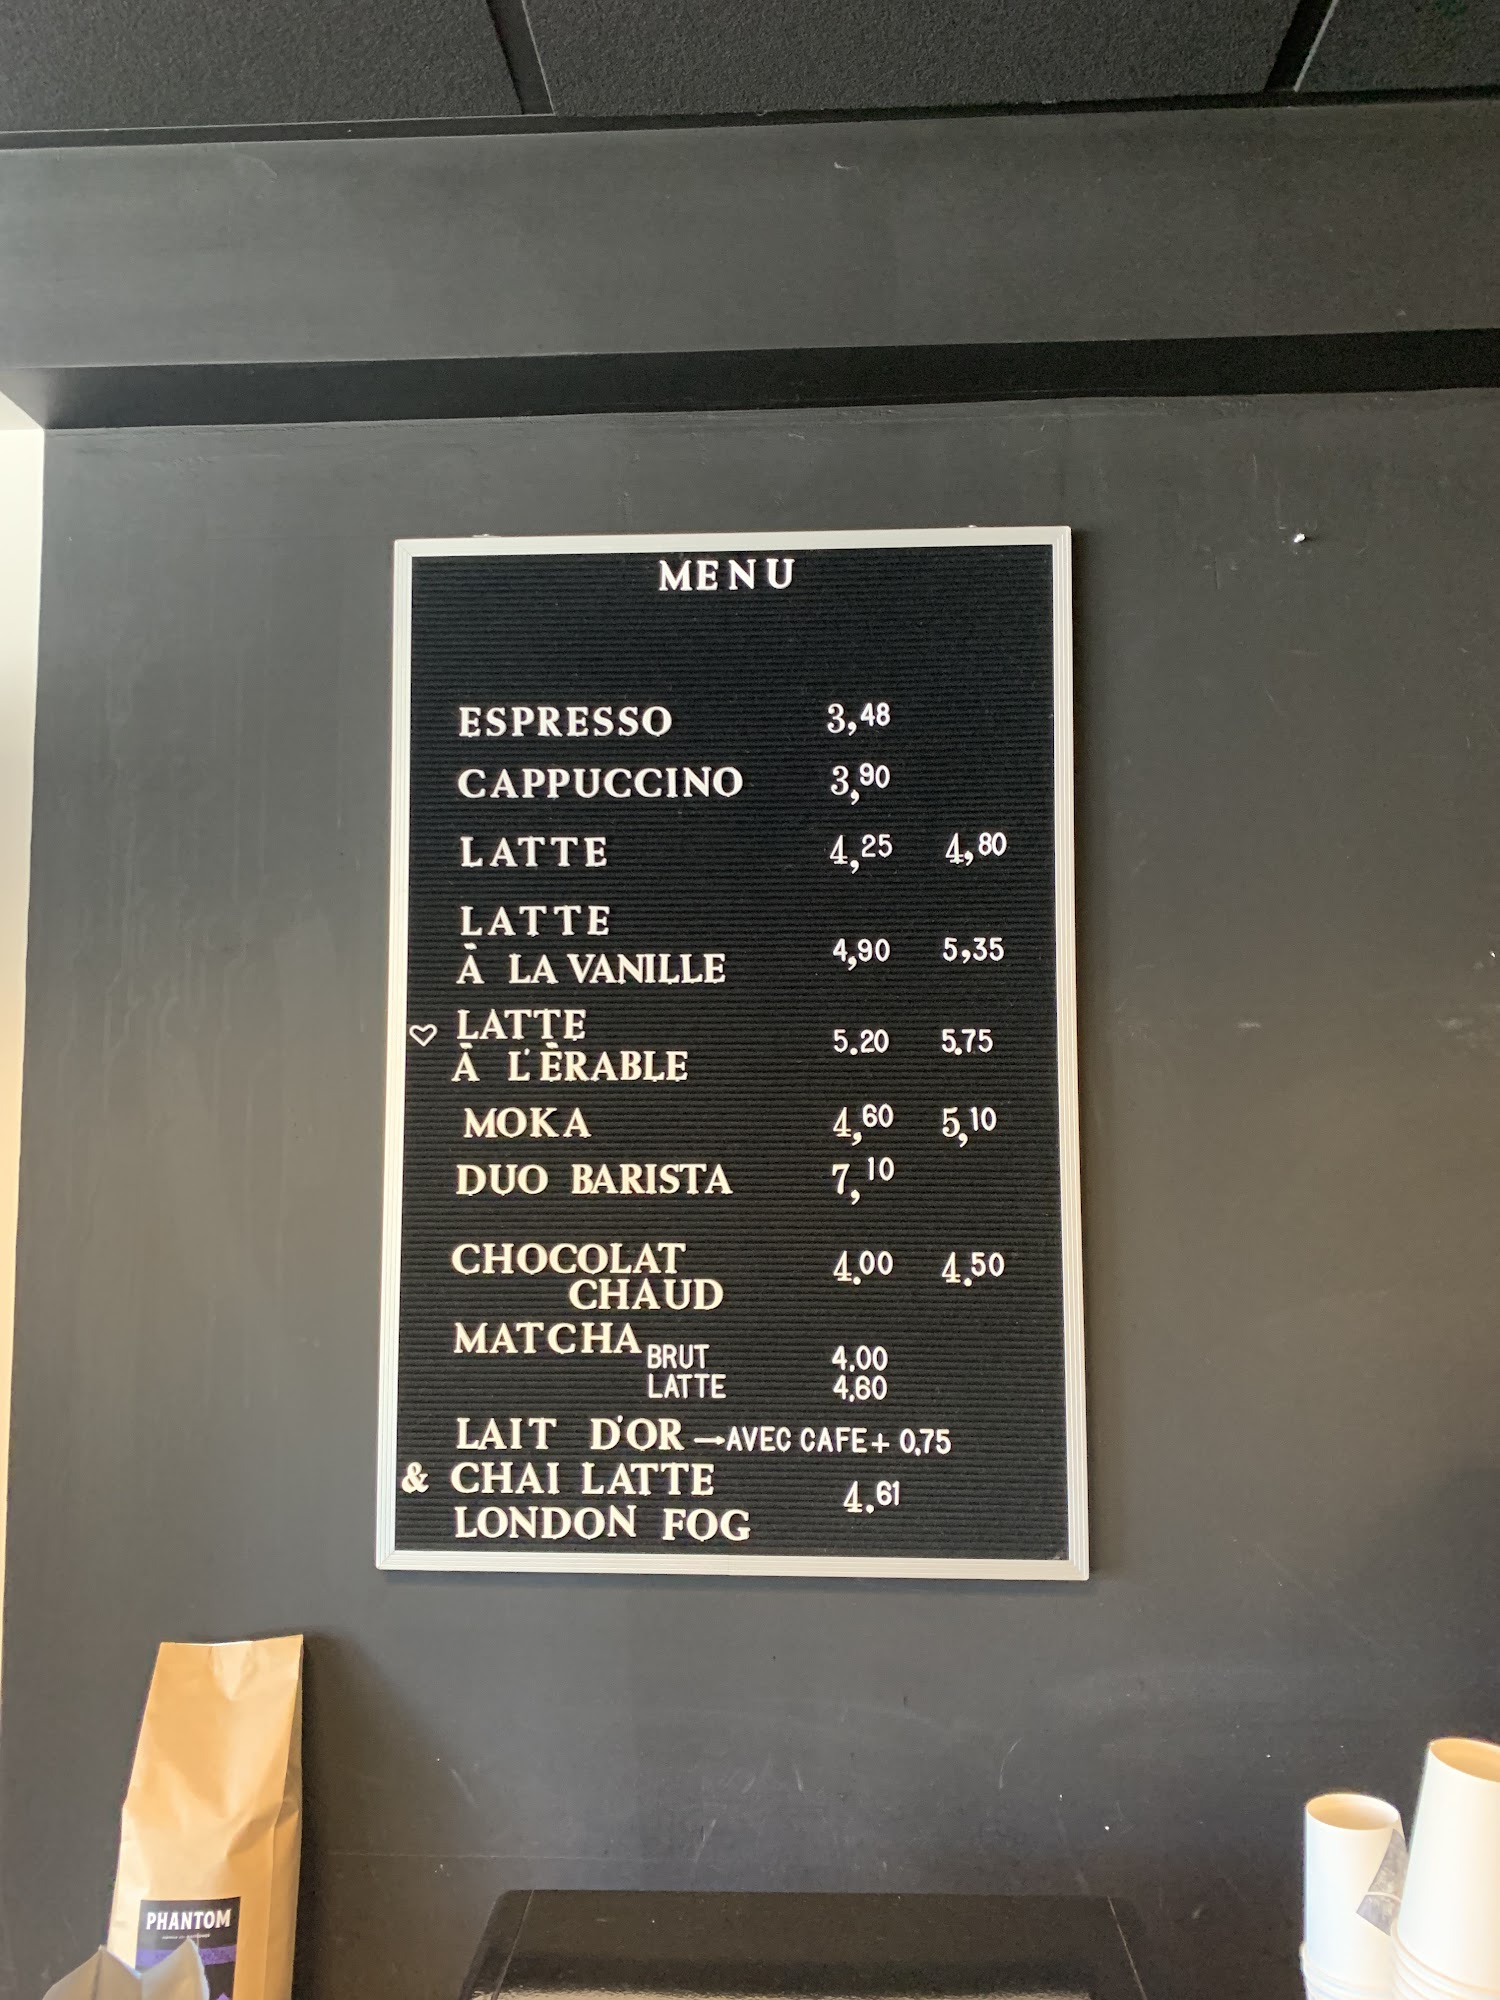 MENU
ESPRESSO 3,48
CAPPUCCINO 3,90
LATTE 4,25 4,80
LATTE
À LA VANILLE 4,90 5,35
♡ LATTE
À L'ÈRABLE 5.20 5.75
MOKA 4,60 5,10
DUO BARISTA 7,10
CHOCOLAT 4.00 4.50
CHAUD
MATCHA
BRUT 4.00
LATTE 4.60
LAIT D'OR →AVEC CAFE + 0.75
& CHAI LATTE 4.61
LONDON FOG
PHANTOM